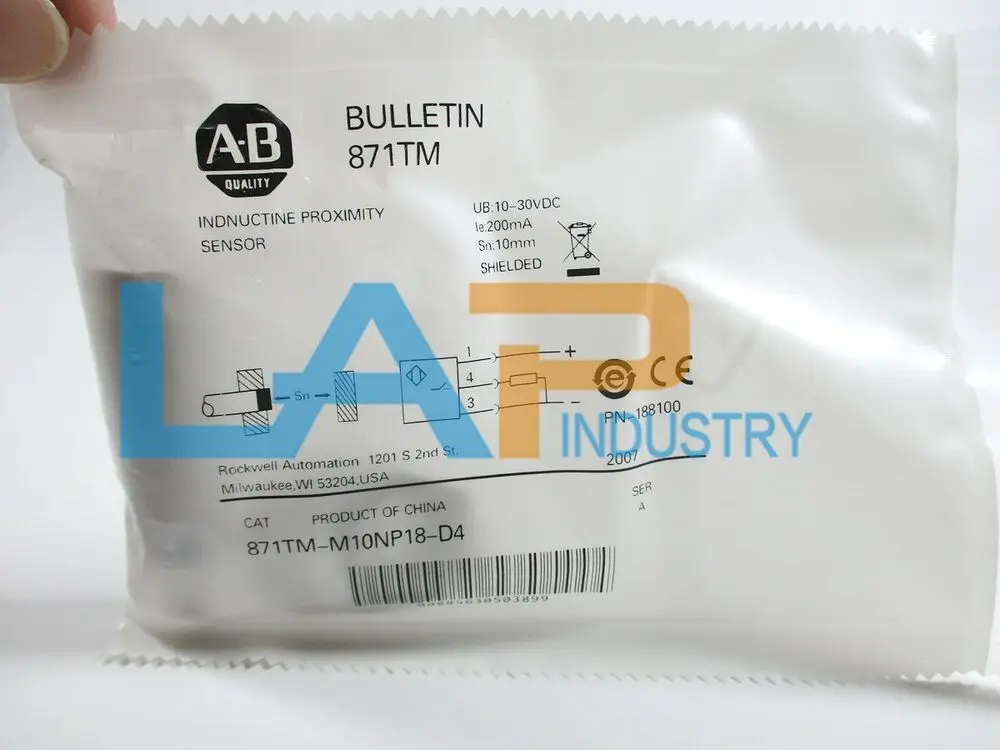 A-B
QUALITY
BULLETIN
871TM
INDNUCTINE PROXIMITY
SENSOR
UB:10-30VDC
Ie:200mA
Sn:10mm
SHIELDED
Sn
1
+
4
3
-
e
CE
PN-188100
LAP
INDUSTRY
Rockwell Automation 1201 S 2nd St.
Milwaukee,WI 53204,USA
2007
SER
A
CAT PRODUCT OF CHINA
871TM-M10NP18-D4